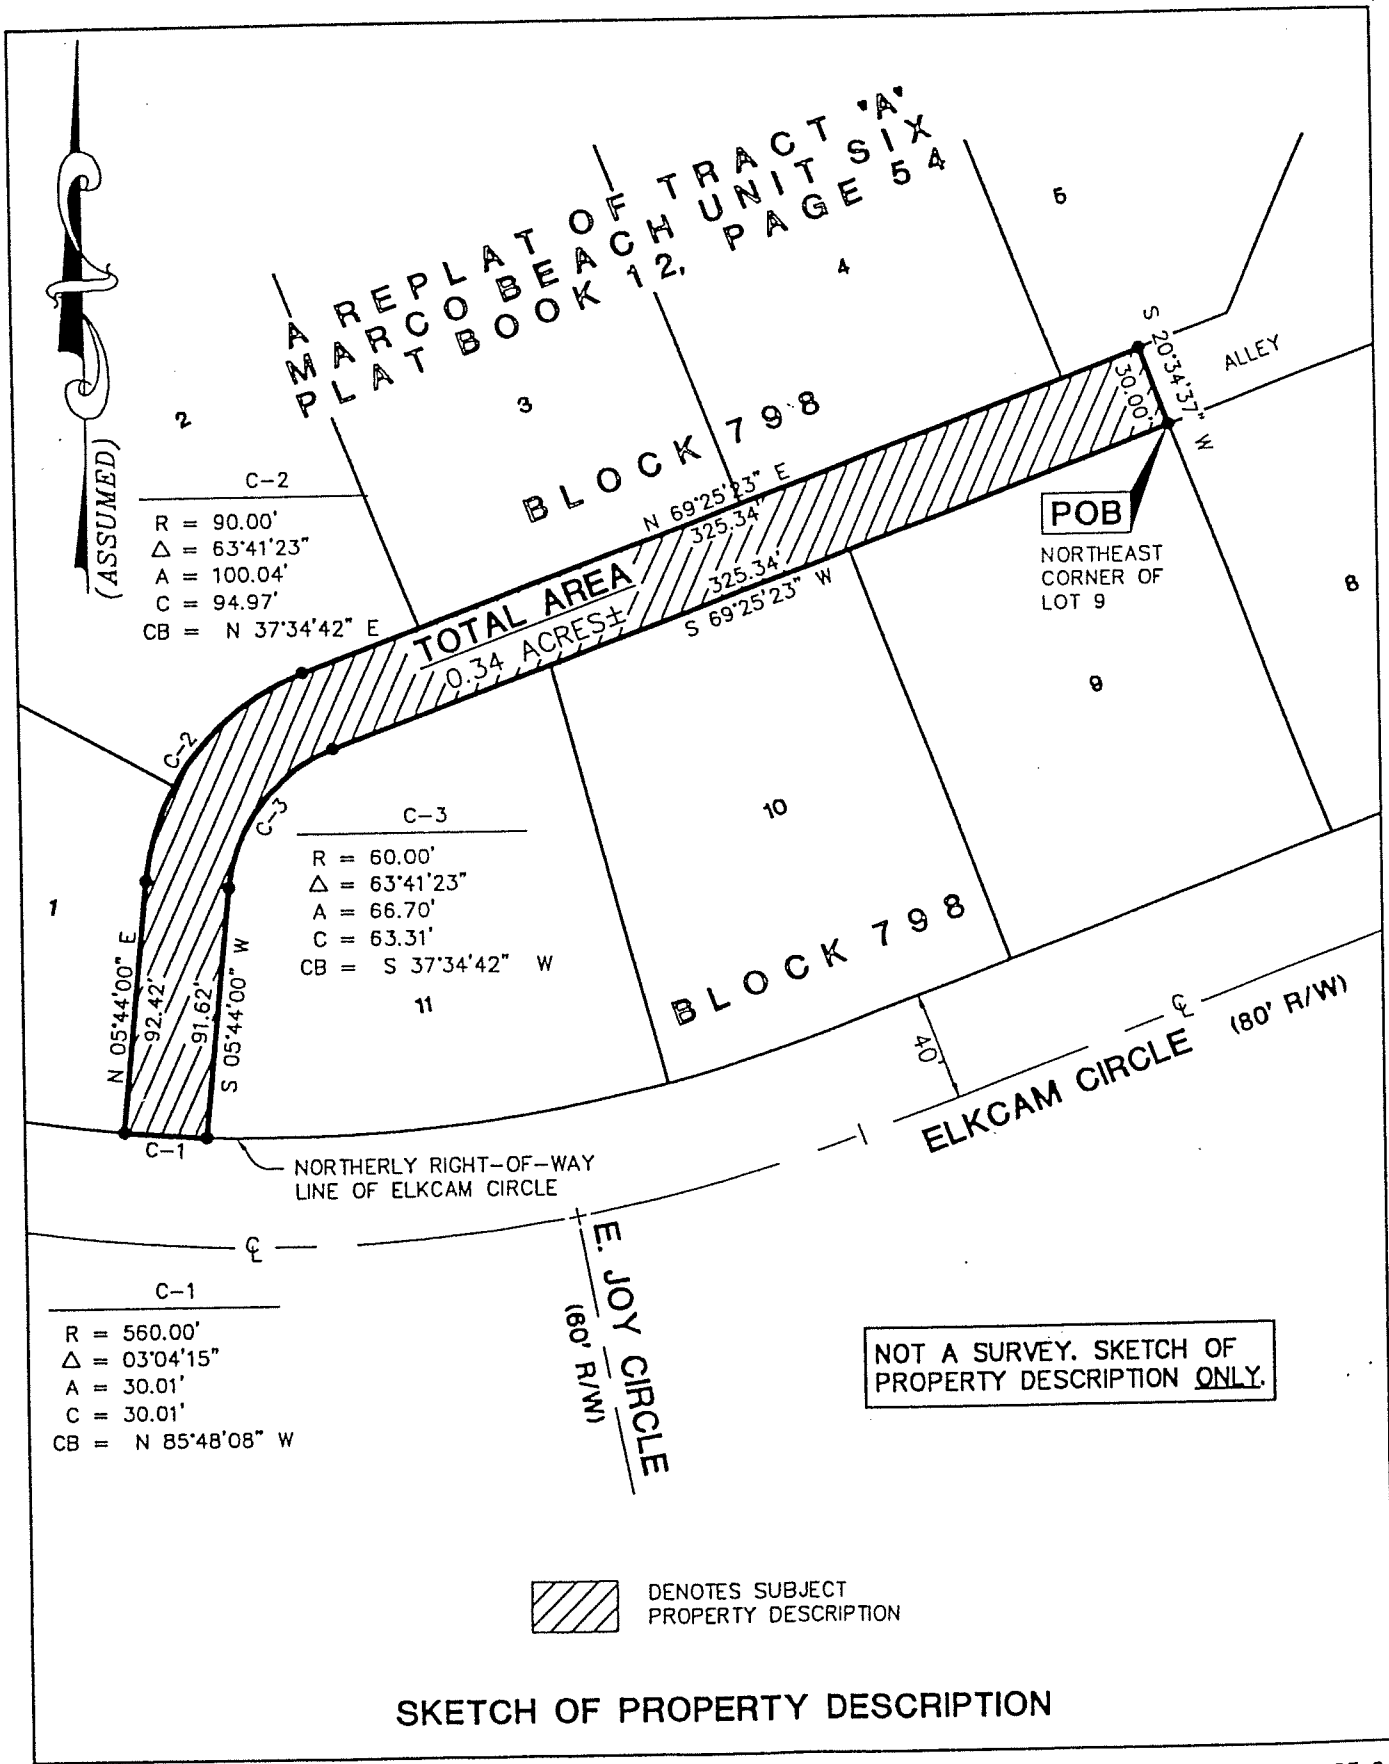 A REPLAT OF TRACT "A"
MARCO BEACH UNIT SIX
PLAT BOOK 12, PAGE 54
5
4
3
2
(ASSUMED)
BLOCK 798
S 20°34'37" W
30.00'
ALLEY
C-2
R = 90.00'
Δ = 63°41'23"
A = 100.04'
C = 94.97'
CB = N 37°34'42" E
N 69°25'23" E
325.34'
325.34'
S 69°25'23" W
TOTAL AREA
0.34 ACRES±
POB
NORTHEAST
CORNER OF
LOT 9
8
9
10
C-2
C-3
C-3
R = 60.00'
Δ = 63°41'23"
A = 66.70'
C = 63.31'
CB = S 37°34'42" W
1
11
BLOCK 798
N 05°44'00" E
92.42'
91.62'
S 05°44'00" W
C-1
40'
℄
ELKCAM CIRCLE (80' R/W)
NORTHERLY RIGHT-OF-WAY
LINE OF ELKCAM CIRCLE
℄
E. JOY CIRCLE
(60' R/W)
C-1
R = 560.00'
Δ = 03°04'15"
A = 30.01'
C = 30.01'
CB = N 85°48'08" W
NOT A SURVEY. SKETCH OF
PROPERTY DESCRIPTION ONLY.
DENOTES SUBJECT
PROPERTY DESCRIPTION
SKETCH OF PROPERTY DESCRIPTION